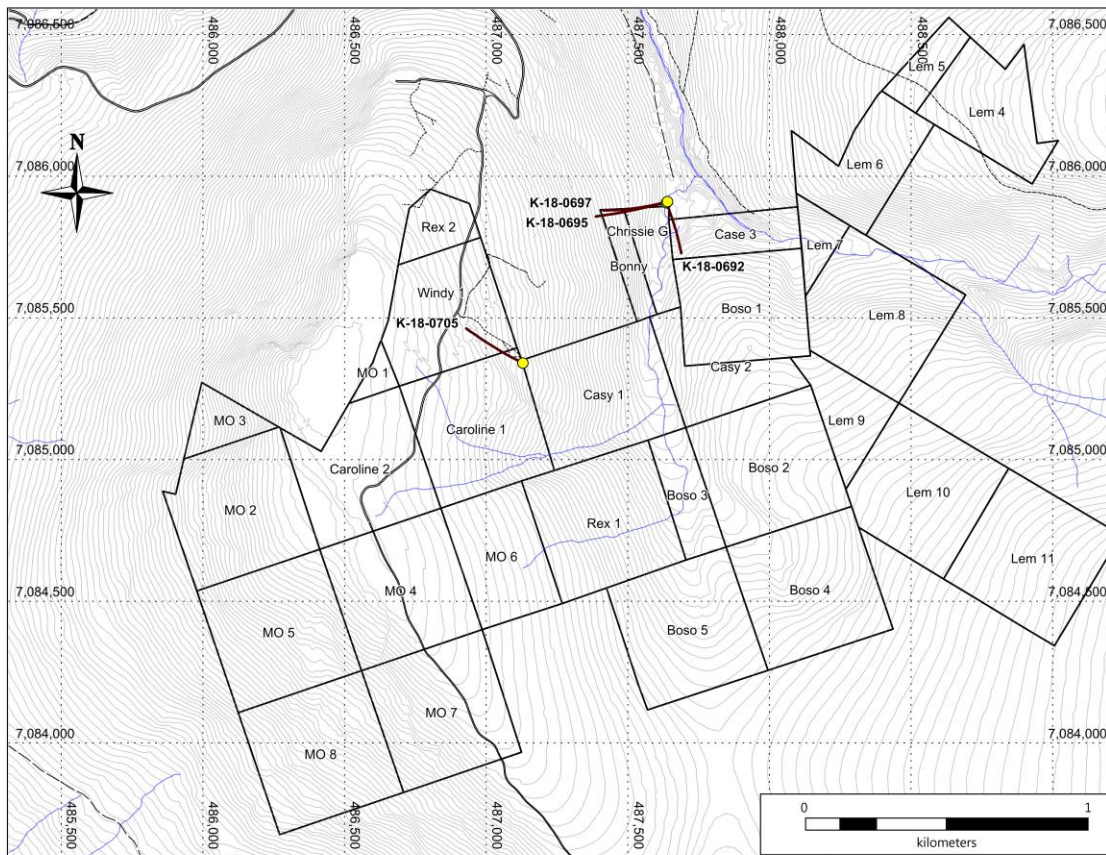 486,000
486,500
487,000
487,500
488,000
488,500
7,086,500
7,086,500
Lem 5
Lem 4
N
7,086,000
7,086,000
Lem 6
K-18-0697
K-18-0695
Rex 2
Chrissie G
Case 3
Lem 7
Bonny
K-18-0692
Windy 1
Boso 1
7,085,500
7,085,500
K-18-0705
Lem 8
MO 1
Casy 2
Casy 1
MO 3
Caroline 1
Lem 9
7,085,000
7,085,000
Caroline 2
Boso 2
MO 2
Boso 3
Lem 10
Rex 1
MO 6
Lem 11
MO 4
Boso 4
7,084,500
7,084,500
MO 5
Boso 5
MO 7
7,084,000
7,084,000
MO 8
0
1
kilometers
485,500
486,000
486,500
487,000
487,500